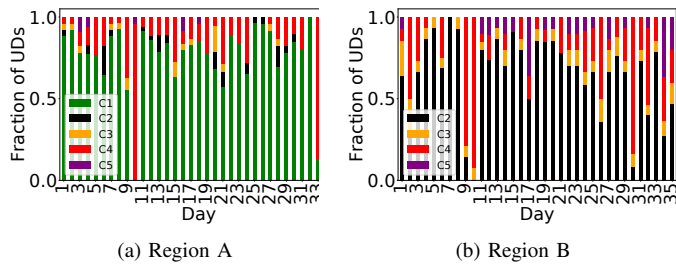 1.0
0.5
0.0
Fraction of UDs
C1
C2
C3
C4
C5
1 3 5 7 9 11 13 15 17 19 21 23 25 27 29 31 33
Day
(a) Region A
1.0
0.5
0.0
Fraction of UDs
C2
C3
C4
C5
1 3 5 7 9 11 13 15 17 19 21 23 25 27 29 31 33 35
Day
(b) Region B